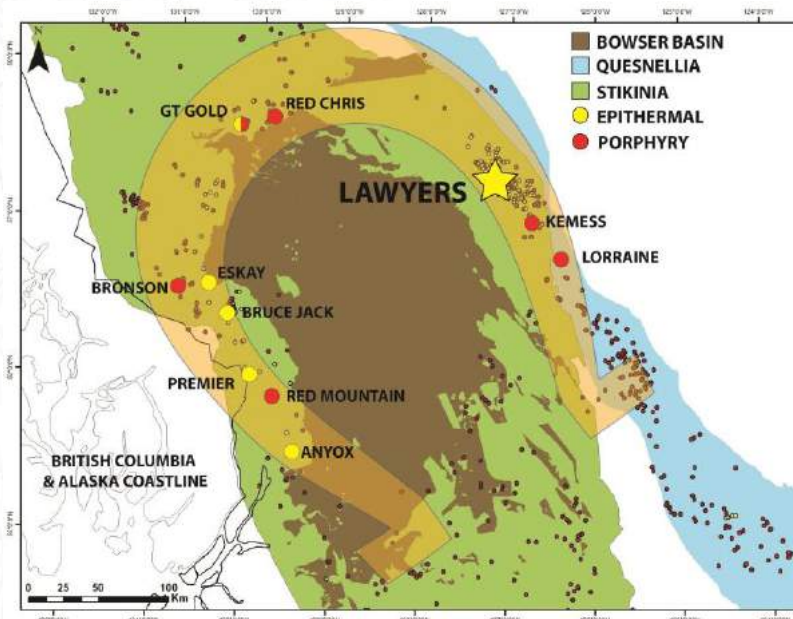 N
BOWSER BASIN
QUESNELLIA
STIKINIA
EPITHERMAL
PORPHYRY
GT GOLD
RED CHRIS
LAWYERS
KEMESS
LORRAINE
ESKAY
BRONSON
BRUCE JACK
PREMIER
RED MOUNTAIN
ANYOX
BRITISH COLUMBIA
& ALASKA COASTLINE
0 25 50 100
Km